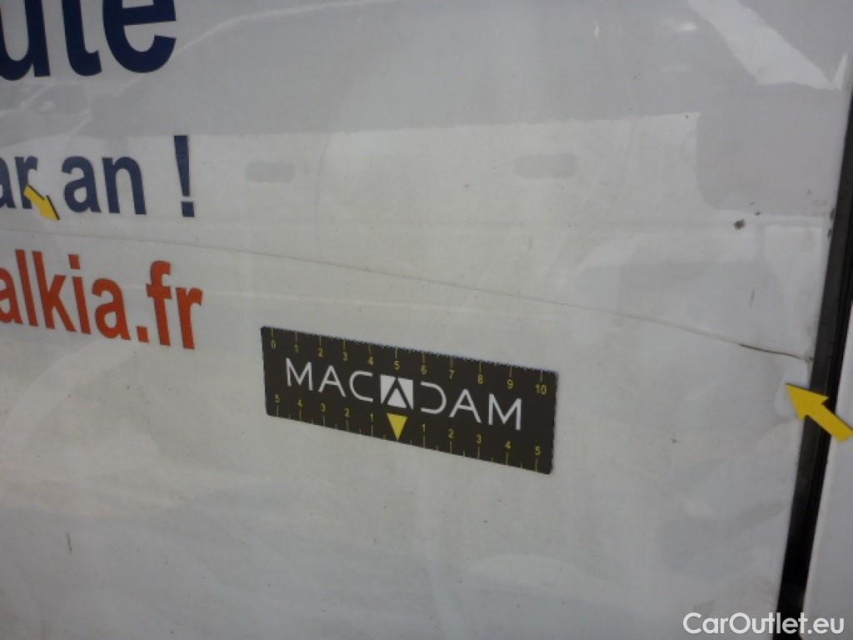 ute
ar an !
alkia.fr
0 1 2 3 4 5 6 7 8 9 10
MACADAM
5 4 3 2 1 1 2 3 4 5
CarOutlet.eu